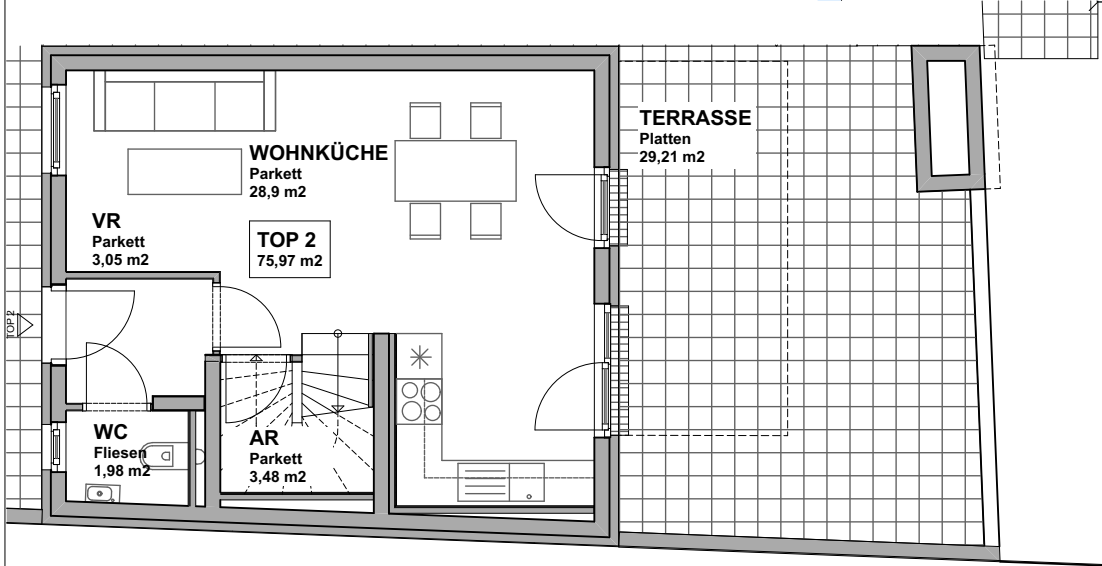 TERRASSE
Platten
29,21 m2
WOHNKÜCHE
Parkett
28,9 m2
VR
Parkett
3,05 m2
TOP 2
75,97 m2
TOP 2
WC
Fliesen
1,98 m2
AR
Parkett
3,48 m2